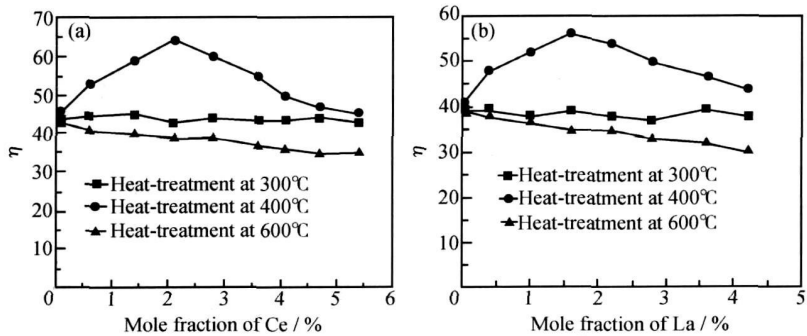 (a)
70
60
50
40
30
20
10
0
η
Heat-treatment at 300℃
Heat-treatment at 400℃
Heat-treatment at 600℃
0 1 2 3 4 5 6
Mole fraction of Ce / %
(b)
60
50
40
30
20
10
0
η
Heat-treatment at 300℃
Heat-treatment at 400℃
Heat-treatment at 600℃
0 1 2 3 4 5
Mole fraction of La / %